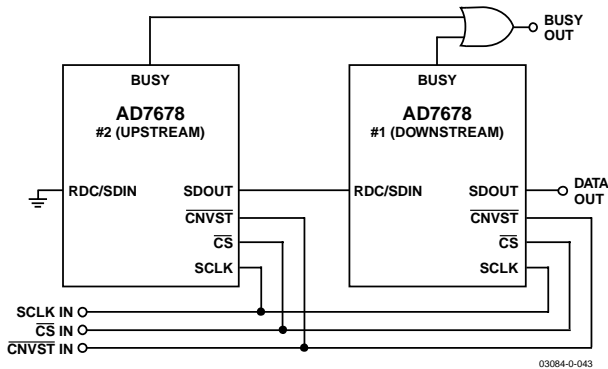 BUSY
OUT
BUSY
AD7678
#2 (UPSTREAM)
RDC/SDIN
SDOUT
CNVST
CS
SCLK
BUSY
AD7678
#1 (DOWNSTREAM)
RDC/SDIN
SDOUT
CNVST
CS
SCLK
DATA
OUT
SCLK IN
CS IN
CNVST IN
03084-0-043